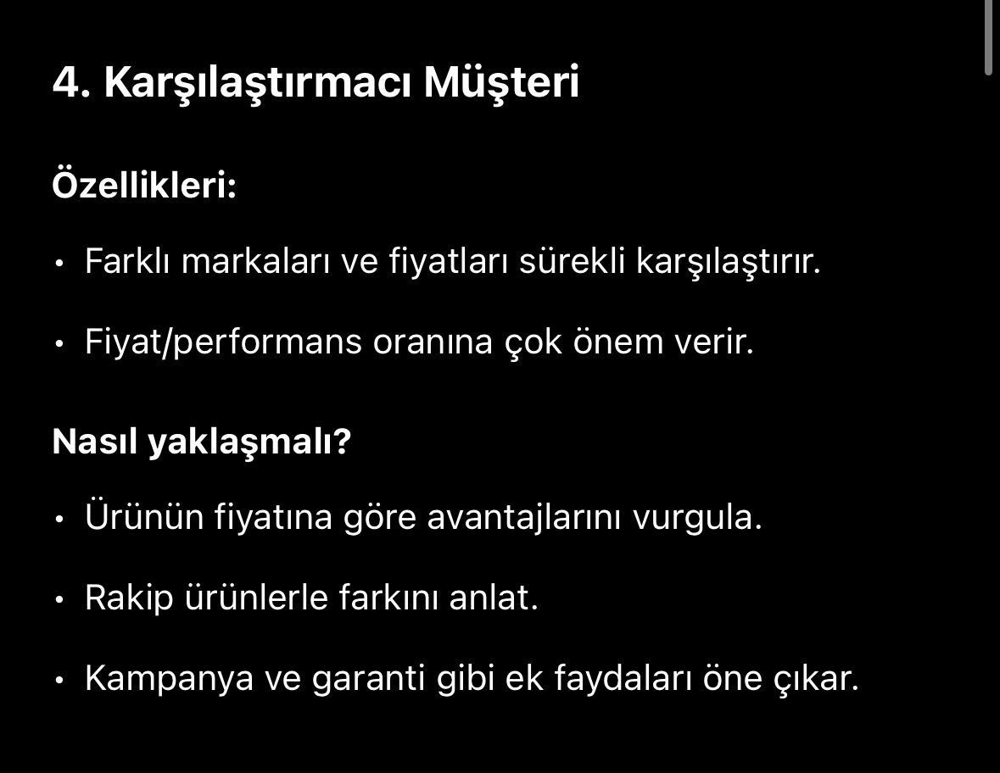 4. Karşılaştırmacı Müşteri
Özellikleri:
• Farklı markaları ve fiyatları sürekli karşılaştırır.
• Fiyat/performans oranına çok önem verir.
Nasıl yaklaşmalı?
• Ürünün fiyatına göre avantajlarını vurgula.
• Rakip ürünlerle farkını anlat.
• Kampanya ve garanti gibi ek faydaları öne çıkar.